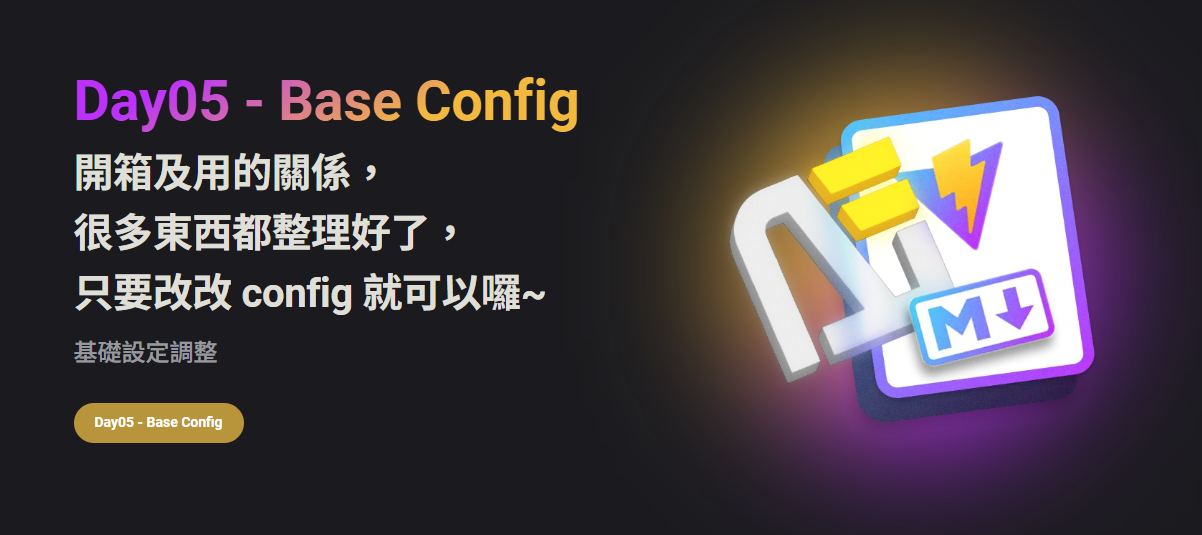 Day05 - Base Config
開箱及用的關係，
很多東西都整理好了，
只要改改 config 就可以囉~
基礎設定調整
Day05 - Base Config
M